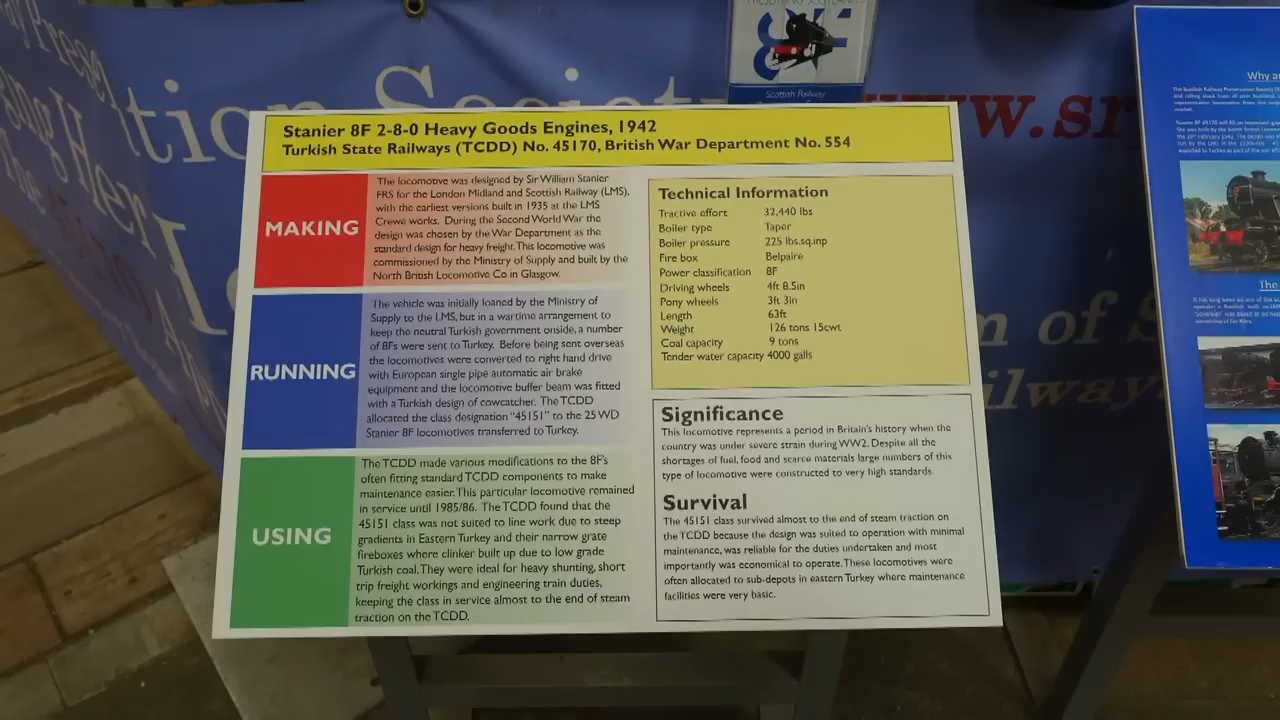 Scottish Railway
tion Society
www.sr
n of S
ilway
Stanier 8F 2-8-0 Heavy Goods Engines, 1942
Turkish State Railways (TCDD) No. 45170, British War Department No. 554
MAKING
The locomotive was designed by Sir William Stanier
FRS for the London Midland and Scottish Railway (LMS),
with the earliest versions built in 1935 at the LMS
Crewe works. During the Second World War the
design was chosen by the War Department as the
standard design for heavy freight. This locomotive was
commissioned by the Ministry of Supply and built by the
North British Locomotive Co in Glasgow.
RUNNING
The vehicle was initially loaned by the Ministry of
Supply to the LMS, but in a wartime arrangement to
keep the neutral Turkish government onside, a number
of 8Fs were sent to Turkey. Before being sent overseas
the locomotives were converted to right hand drive
with European single pipe automatic air brake
equipment and the locomotive buffer beam was fitted
with a Turkish design of cowcatcher. The TCDD
allocated the class designation "45151" to the 25 WD
Stanier 8F locomotives transferred to Turkey.
USING
The TCDD made various modifications to the 8F's
often fitting standard TCDD components to make
maintenance easier. This particular locomotive remained
in service until 1985/86. The TCDD found that the
45151 class was not suited to line work due to steep
gradients in Eastern Turkey and their narrow grate
fireboxes where clinker built up due to low grade
Turkish coal. They were ideal for heavy shunting, short
trip freight workings and engineering train duties,
keeping the class in service almost to the end of steam
traction on the TCDD.
Technical Information
Tractive effort 32,440 lbs
Boiler type Taper
Boiler pressure 225 lbs.sq.inp
Fire box Belpaire
Power classification 8F
Driving wheels 4ft 8.5in
Pony wheels 3ft 3in
Length 63ft
Weight 126 tons 15cwt
Coal capacity 9 tons
Tender water capacity 4000 galls
Significance
This locomotive represents a period in Britain's history when the
country was under severe strain during WW2. Despite all the
shortages of fuel, food and scarce materials large numbers of this
type of locomotive were constructed to very high standards.
Survival
The 45151 class survived almost to the end of steam traction on
the TCDD because the design was suited to operation with minimal
maintenance, was reliable for the duties undertaken and most
importantly was economical to operate. These locomotives were
often allocated to sub-depots in eastern Turkey where maintenance
facilities were very basic.
Why a
The